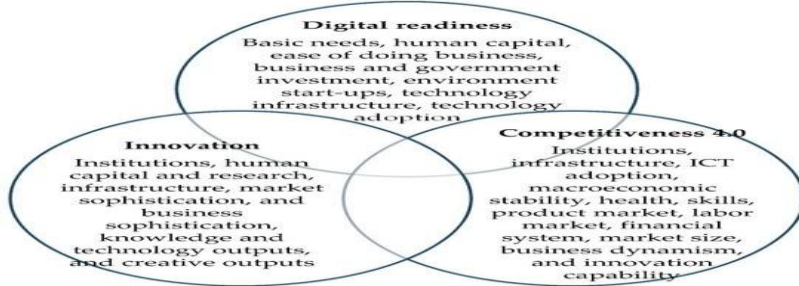 Digital readiness
Basic needs, human capital,
ease of doing business,
business and government
investment, environment
start-ups, technology
infrastructure, technology
adoption
Innovation
Institutions, human
capital and research,
infrastructure, market
sophistication, and
business
sophistication,
knowledge and
technology outputs,
and creative outputs
Competitiveness 4.0
Institutions,
infrastructure, ICT
adoption,
macroeconomic
stability, health, skills,
product market, labor
market, financial
system, market size,
business dynamism,
and innovation
capability